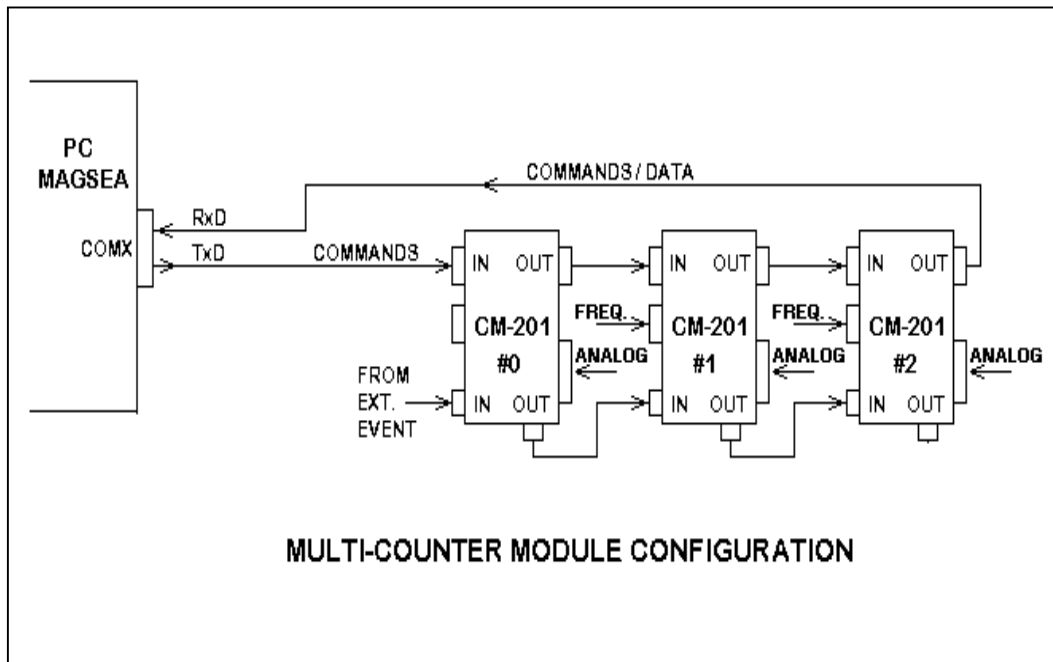 PC
MAGSEA
COMX
COMMANDS / DATA
RxD
TxD
COMMANDS
IN OUT
CM-201
#0
IN OUT
FROM
EXT.
EVENT
ANALOG
FREQ.
IN OUT
CM-201
#1
IN OUT
ANALOG
FREQ.
IN OUT
CM-201
#2
IN OUT
ANALOG
MULTI-COUNTER MODULE CONFIGURATION